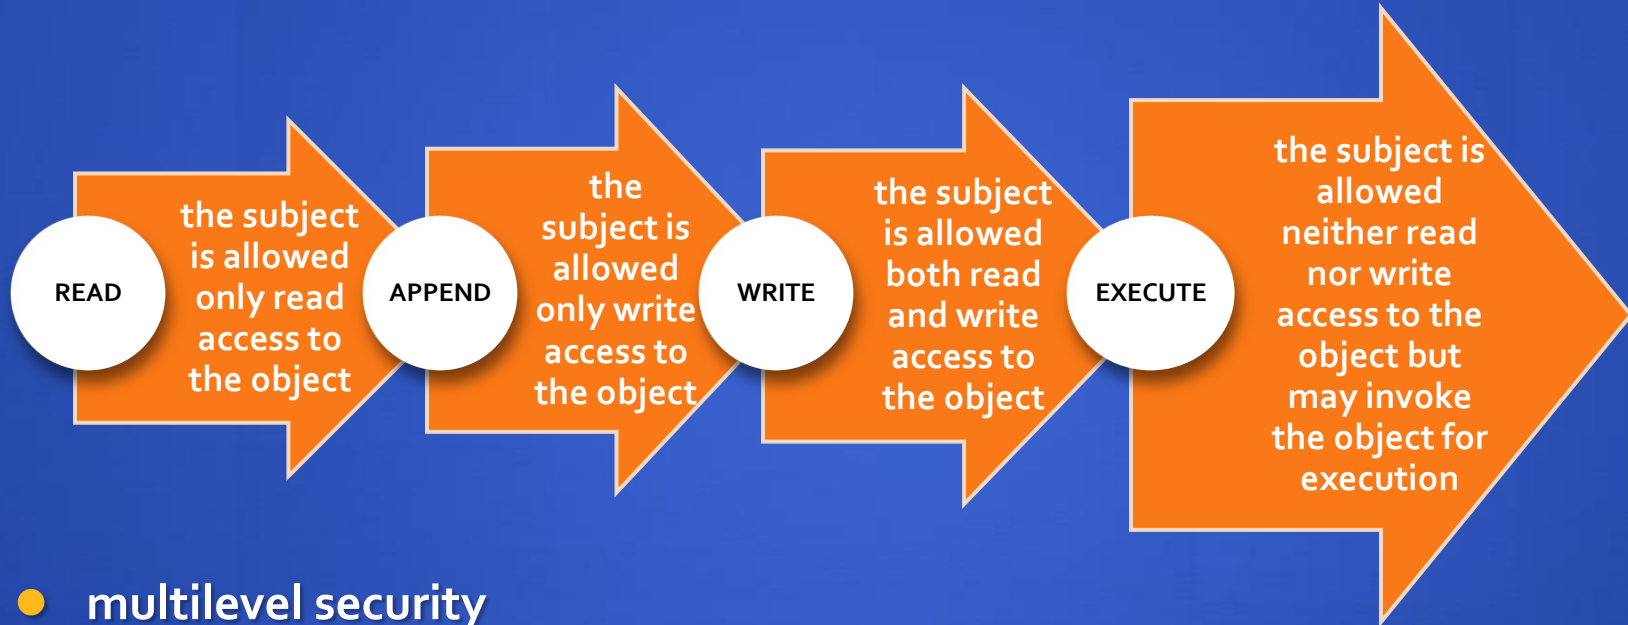 READ
the subject
is allowed
only read
access to
the object
APPEND
the
subject is
allowed
only write
access to
the object
WRITE
the subject
is allowed
both read
and write
access to
the object
EXECUTE
the subject is
allowed
neither read
nor write
access to the
object but
may invoke
the object for
execution
multilevel security